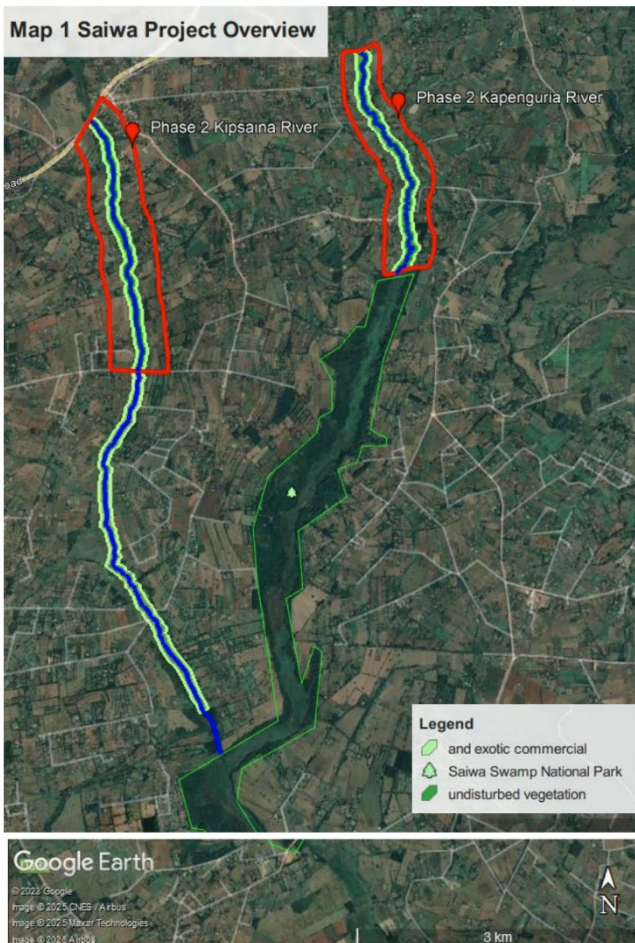 Map 1 Saiwa Project Overview
Phase 2 Kapenguria River
Phase 2 Kipsaina River
oad
Legend
and exotic commercial
Saiwa Swamp National Park
undisturbed vegetation
Google Earth
© 2023 Google
Image © 2025 CNES / Airbus
Image © 2025 Maxar Technologies
Image © 2025 Airbus
N
3 km